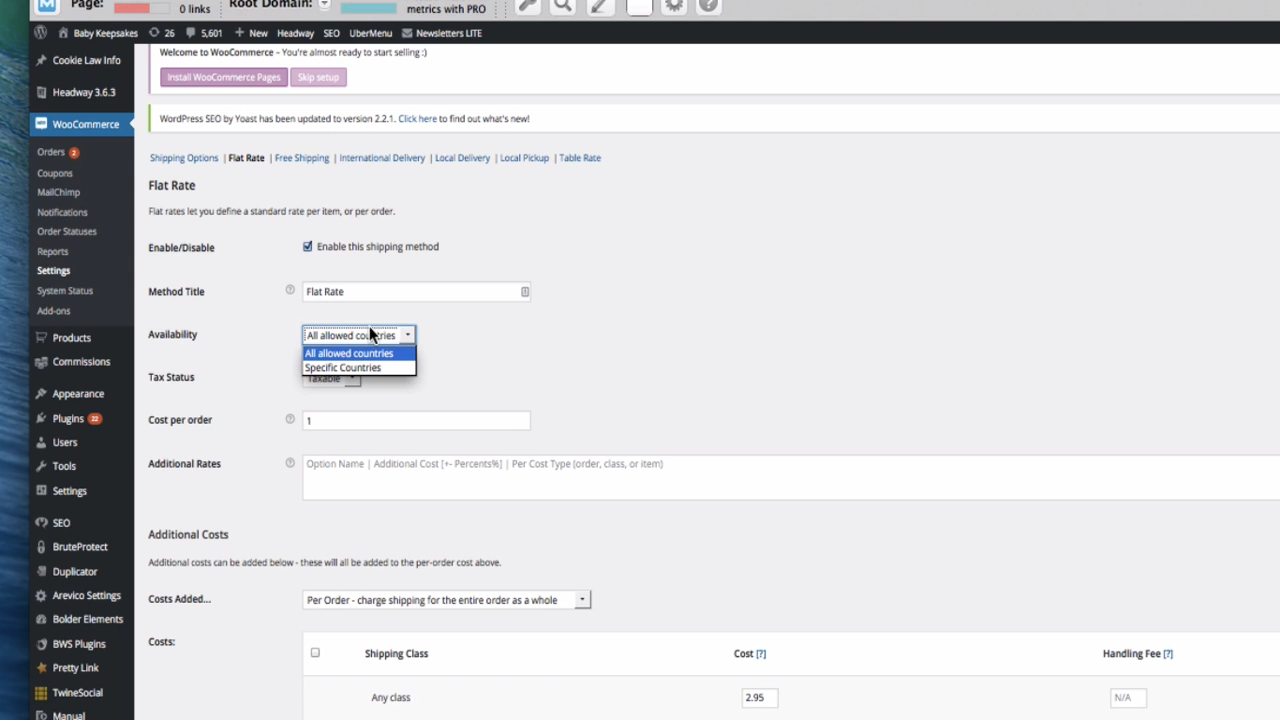 Page:
0 links
Root Domain:
metrics with PRO
Baby Keepsakes
26
5,601
+ New
Headway
SEO
UberMenu
Newsletters LITE
Cookie Law Info
Headway 3.6.3
WooCommerce
Orders 2
Coupons
MailChimp
Notifications
Order Statuses
Reports
Settings
System Status
Add-ons
Products
Commissions
Appearance
Plugins 22
Users
Tools
Settings
SEO
BruteProtect
Duplicator
Arevico Settings
Bolder Elements
BWS Plugins
Pretty Link
TwineSocial
Manual
Welcome to WooCommerce – You're almost ready to start selling :)
Install WooCommerce Pages
Skip setup
WordPress SEO by Yoast has been updated to version 2.2.1. Click here to find out what's new!
Shipping Options | Flat Rate | Free Shipping | International Delivery | Local Delivery | Local Pickup | Table Rate
Flat Rate
Flat rates let you define a standard rate per item, or per order.
Enable/Disable
Enable this shipping method
Method Title
Flat Rate
Availability
All allowed countries
All allowed countries
Specific Countries
Tax Status
Taxable
Cost per order
1
Additional Rates
Option Name | Additional Cost [+- Percents%] | Per Cost Type (order, class, or item)
Additional Costs
Additional costs can be added below - these will all be added to the per-order cost above.
Costs Added...
Per Order - charge shipping for the entire order as a whole
Costs:
Shipping Class
Cost [?]
Handling Fee [?]
Any class
2.95
N/A